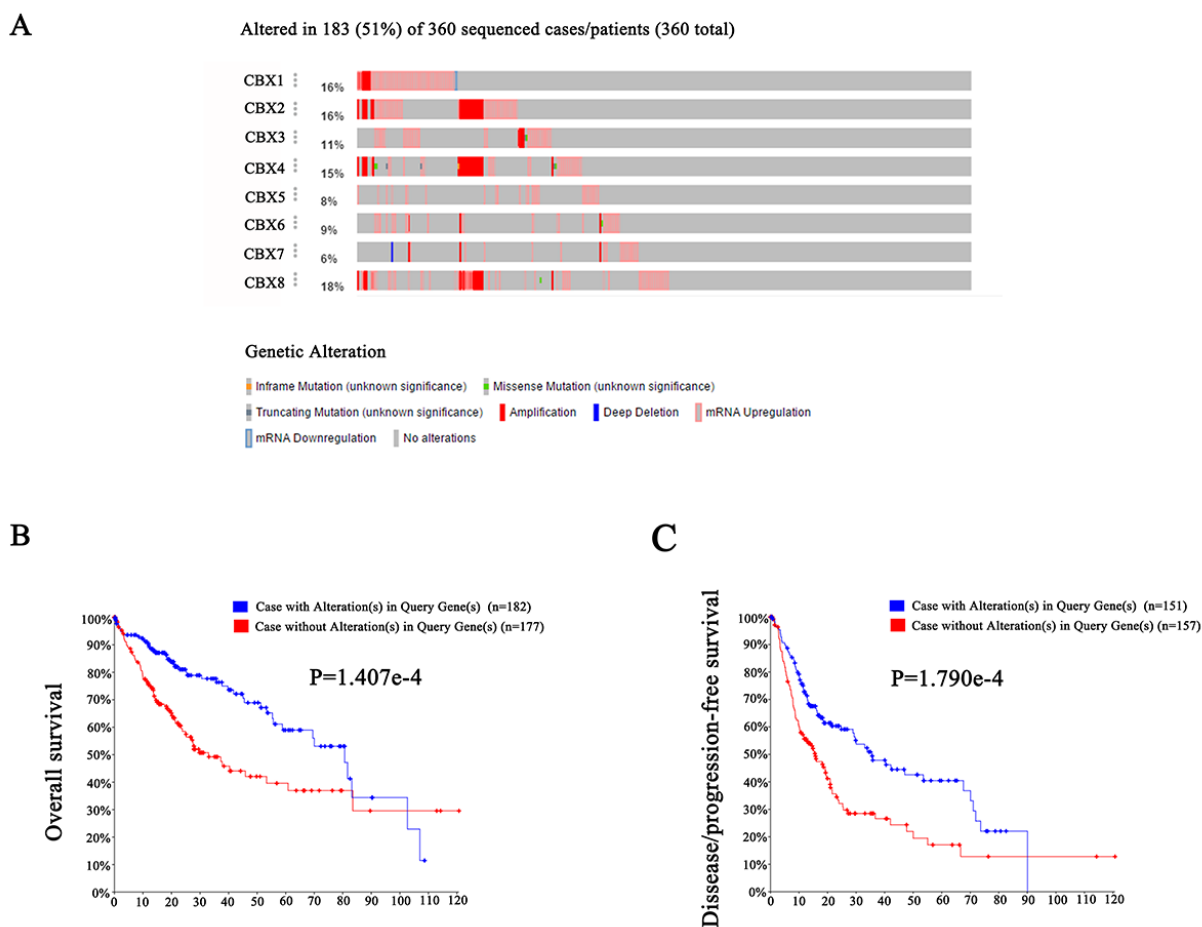 A
Altered in 183 (51%) of 360 sequenced cases/patients (360 total)
CBX1 16%
CBX2 16%
CBX3 11%
CBX4 15%
CBX5 8%
CBX6 9%
CBX7 6%
CBX8 18%
Genetic Alteration
Inframe Mutation (unknown significance) Missense Mutation (unknown significance)
Truncating Mutation (unknown significance) Amplification Deep Deletion mRNA Upregulation
mRNA Downregulation No alterations
B
Case with Alteration(s) in Query Gene(s) (n=182)
Case without Alteration(s) in Query Gene(s) (n=177)
P=1.407e-4
Overall survival
100%
90%
80%
70%
60%
50%
40%
30%
20%
10%
0%
0 10 20 30 40 50 60 70 80 90 100 110 120
C
Case with Alteration(s) in Query Gene(s) (n=151)
Case without Alteration(s) in Query Gene(s) (n=157)
P=1.790e-4
Dissease/progression-free survival
100%
90%
80%
70%
60%
50%
40%
30%
20%
10%
0%
0 10 20 30 40 50 60 70 80 90 100 110 120